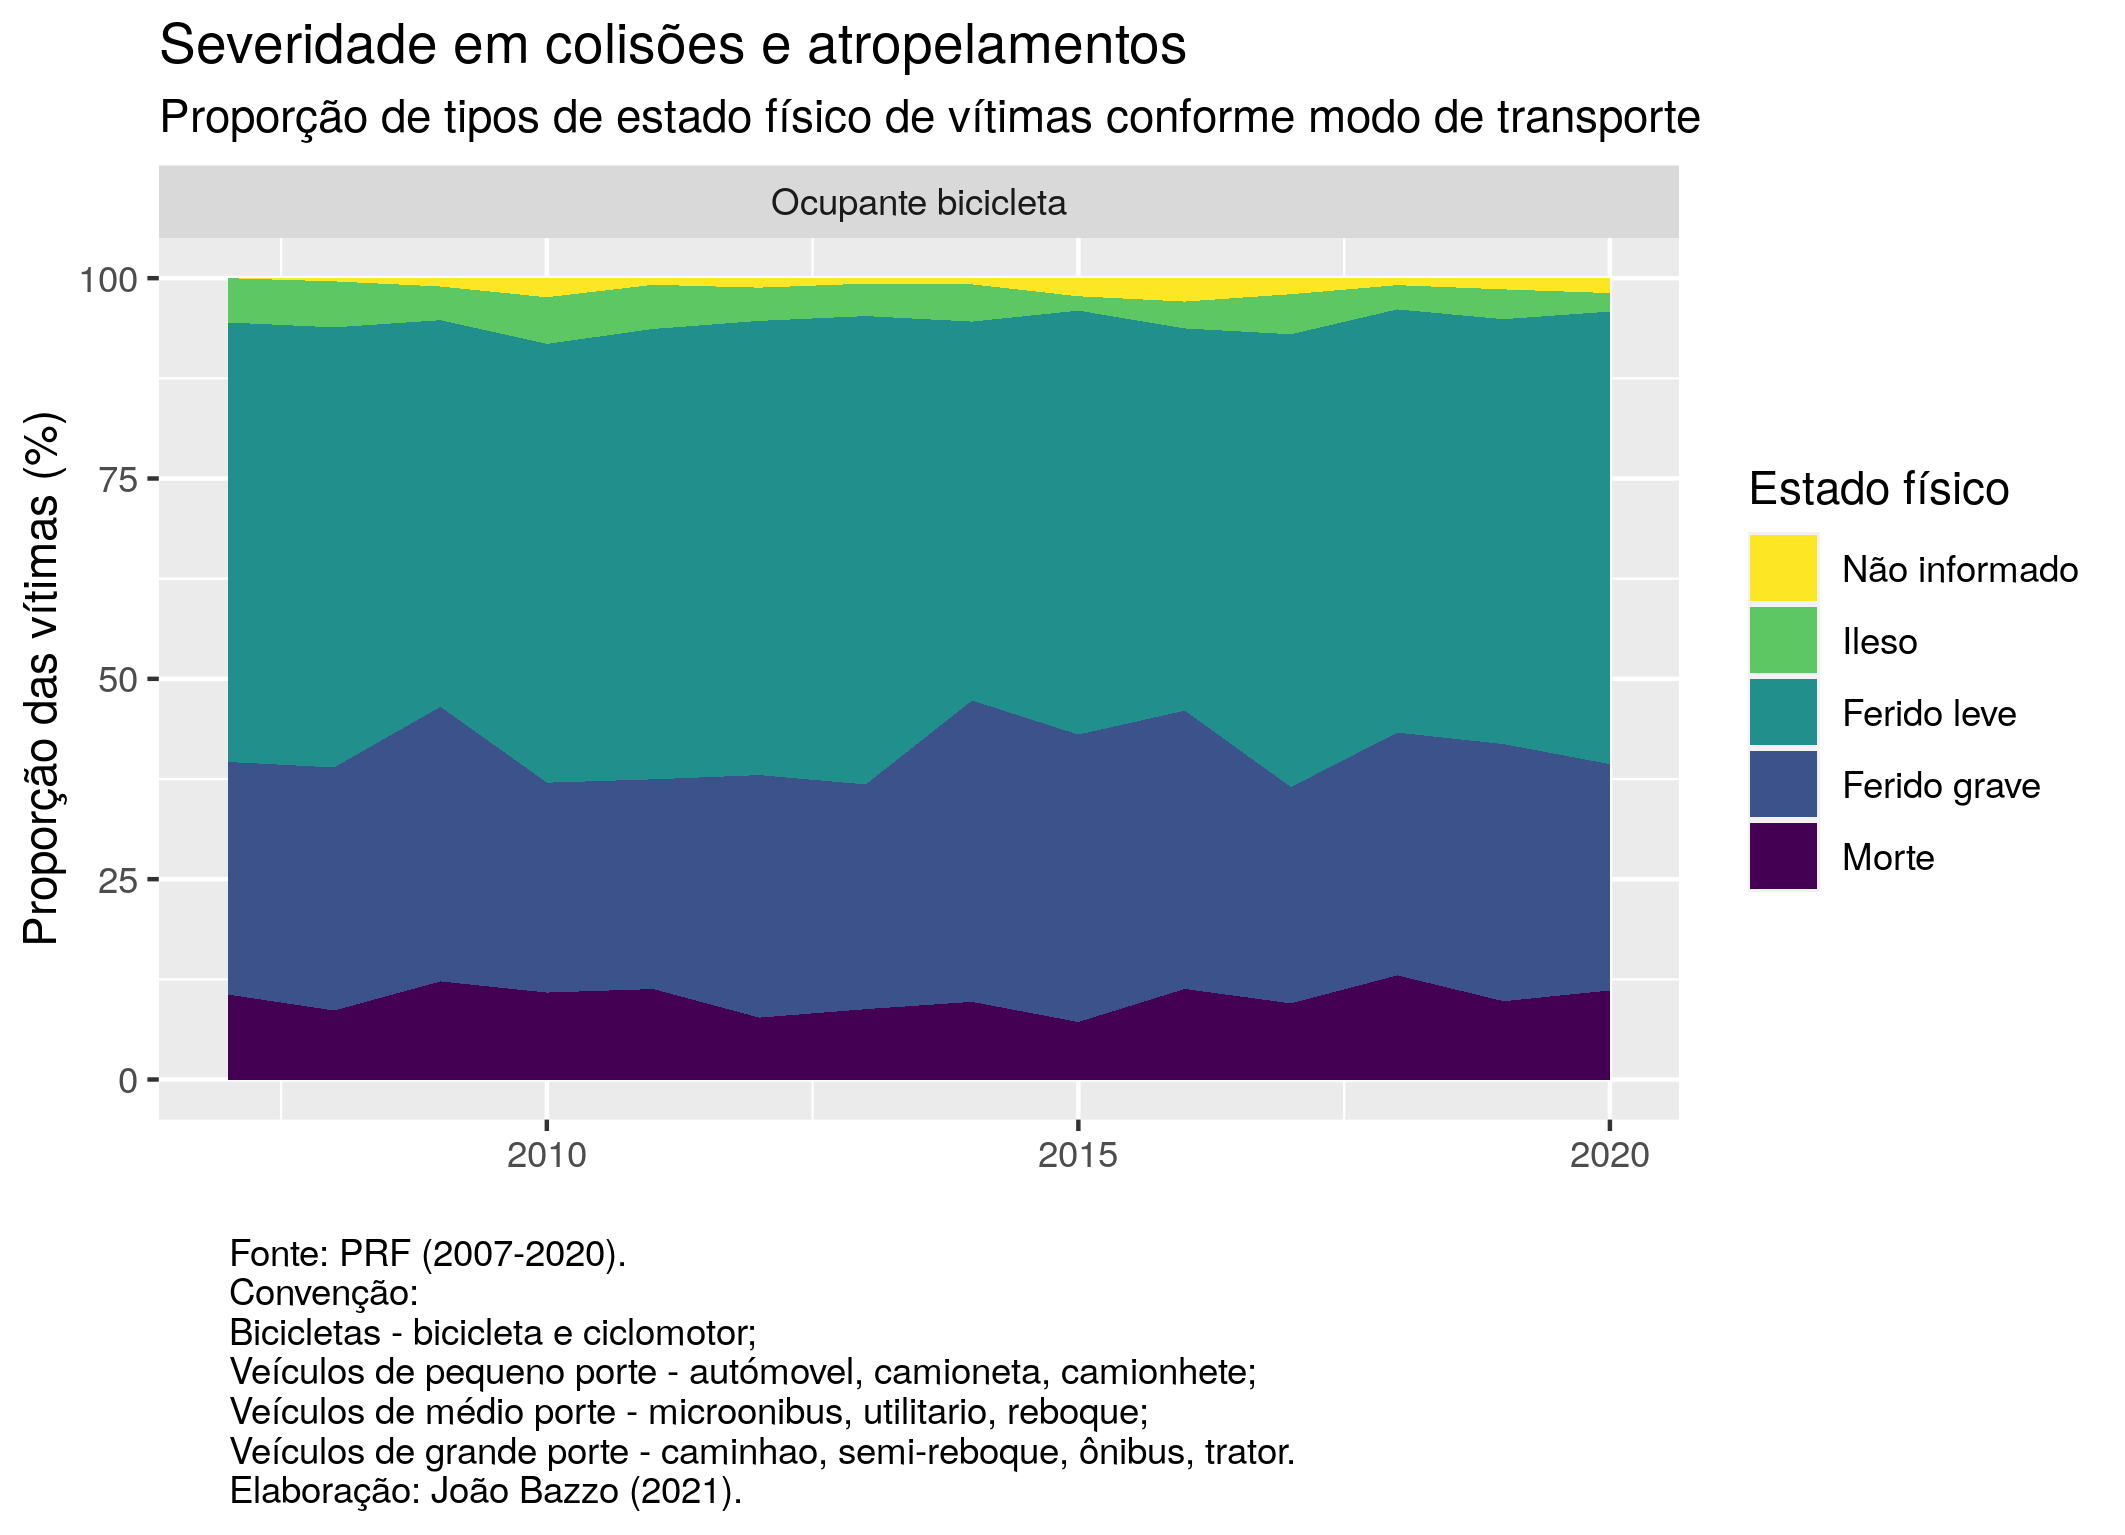 Severidade em colisões e atropelamentos
Proporção de tipos de estado físico de vítimas conforme modo de transporte
Ocupante bicicleta
Proporção das vítimas (%)
100
75
50
25
0
2010
2015
2020
Estado físico
Não informado
Ileso
Ferido leve
Ferido grave
Morte
Fonte: PRF (2007-2020).
Convenção:
Bicicletas - bicicleta e ciclomotor;
Veículos de pequeno porte - autómovel, camioneta, camionhete;
Veículos de médio porte - microonibus, utilitario, reboque;
Veículos de grande porte - caminhao, semi-reboque, ônibus, trator.
Elaboração: João Bazzo (2021).